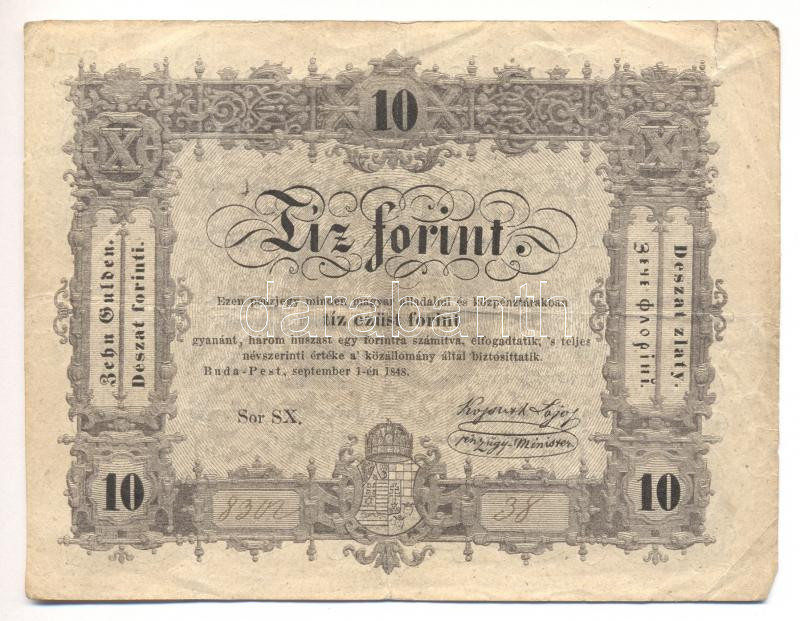 10
X
X
Tíz forint.
Ezen pénzjegy minden magyar álladalmi és közpénztárakban
tíz ezüst forint
gyanánt, három huszast egy forintra számítva, elfogadtatik, 's teljes
névszerinti értéke a' közállomány által biztosíttatik.
Buda-Pest, september 1-én 1848.
Sor SX.
Kossuth Lajos
pénzügy-Minister
Zehn Gulden.
Deszat forinti.
Deszat zlaty.
10
38
10
darabanth